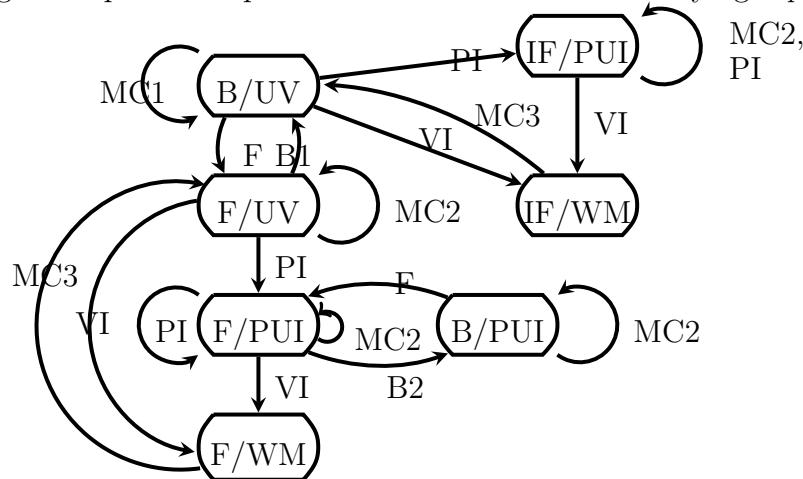 MC2,
IF/PUI
PI
PI
B/UV
MC1
MC3
VI
VI
F
B1
F/UV
MC2
IF/WM
PI
MC3
F
VI
PI
F/PUI
MC2
B/PUI
MC2
VI
B2
F/WM